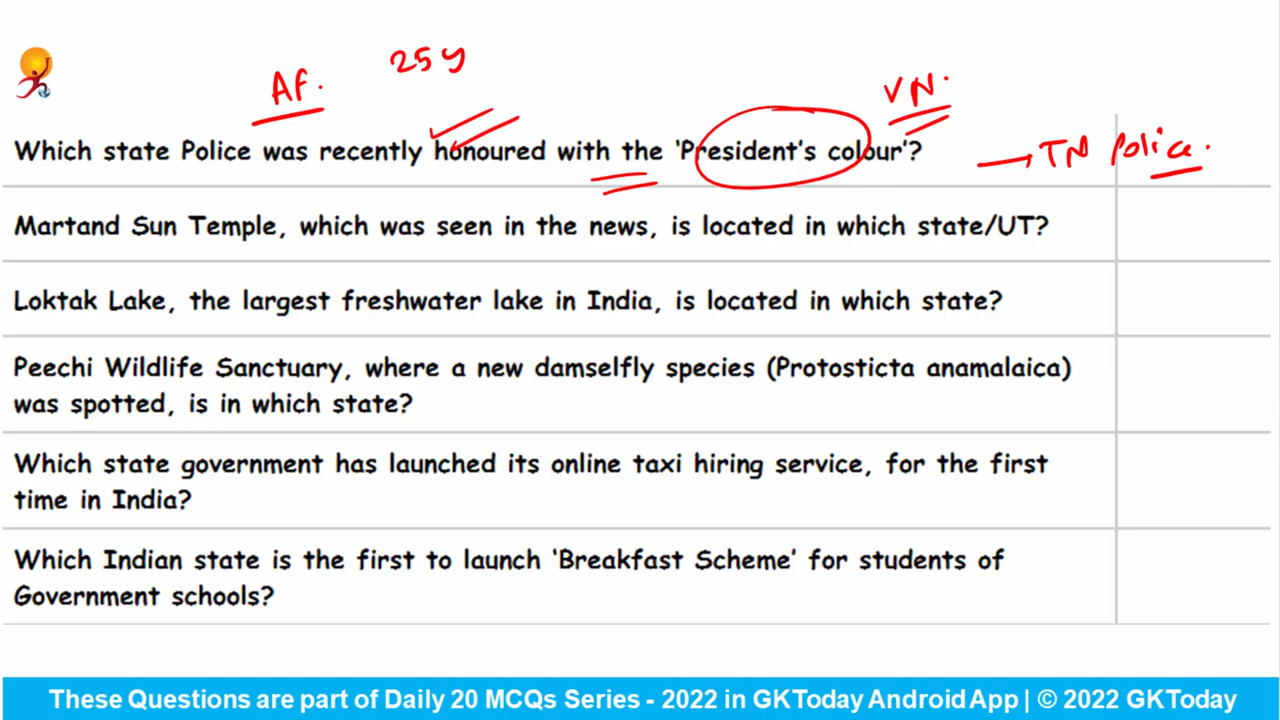 AF.
25y
VN.
Which state Police was recently honoured with the 'President's colour'?
→ TN Police.
Martand Sun Temple, which was seen in the news, is located in which state/UT?
Loktak Lake, the largest freshwater lake in India, is located in which state?
Peechi Wildlife Sanctuary, where a new damselfly species (Protosticta anamalaica)
was spotted, is in which state?
Which state government has launched its online taxi hiring service, for the first
time in India?
Which Indian state is the first to launch 'Breakfast Scheme' for students of
Government schools?
These Questions are part of Daily 20 MCQs Series - 2022 in GKToday Android App | © 2022 GKToday